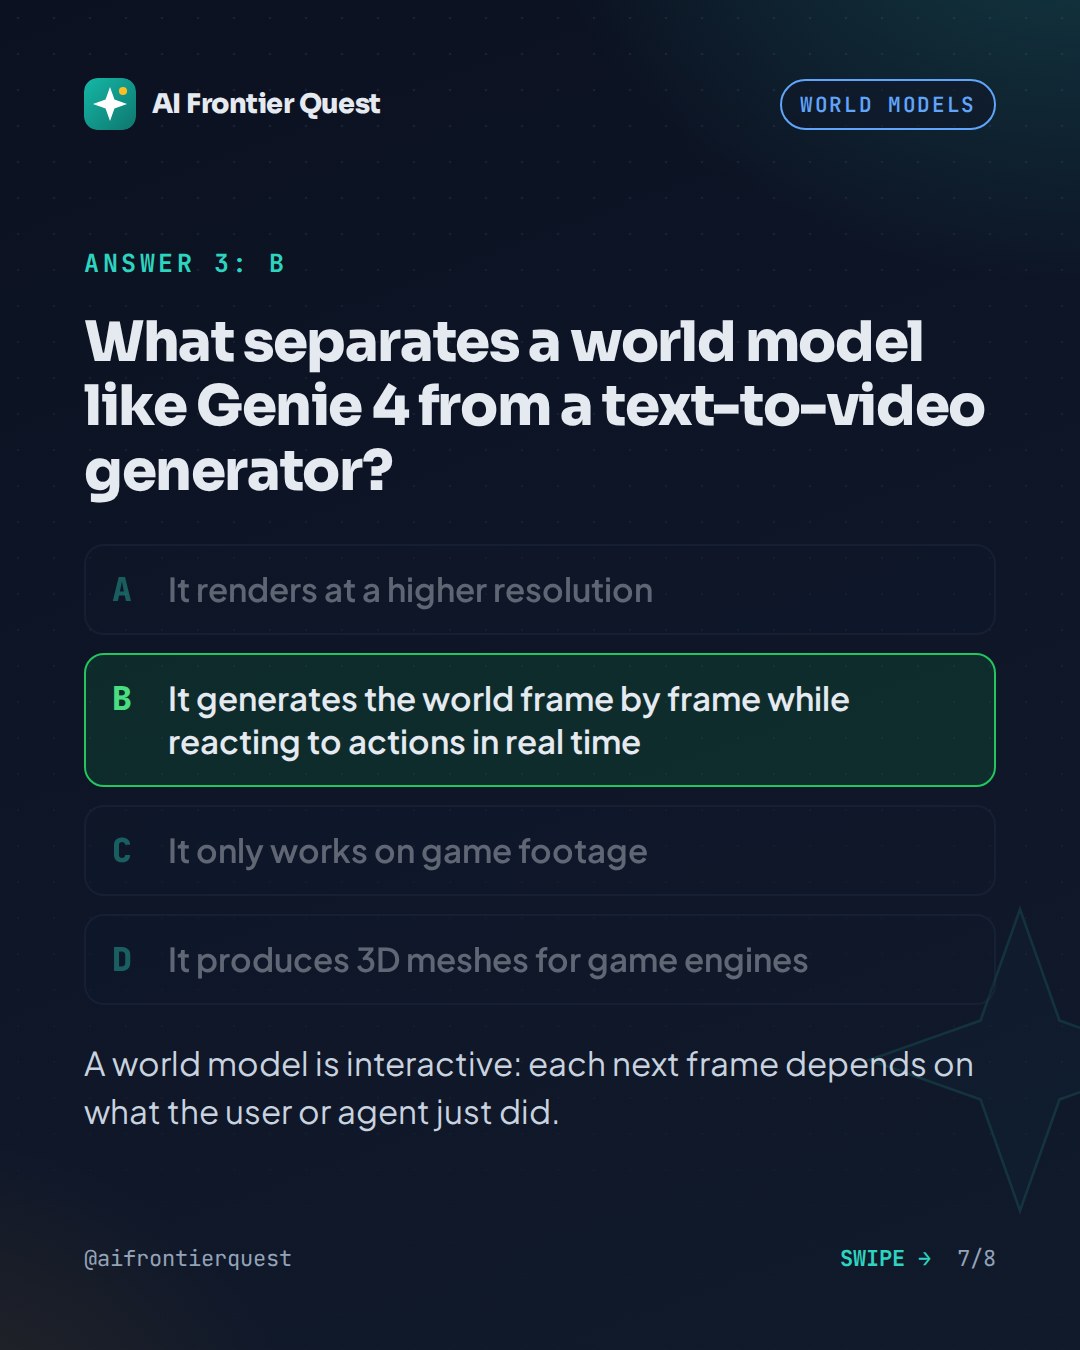 AI Frontier Quest
WORLD MODELS
ANSWER 3: B
What separates a world model
like Genie 4 from a text-to-video
generator?
A It renders at a higher resolution
B It generates the world frame by frame while
reacting to actions in real time
C It only works on game footage
D It produces 3D meshes for game engines
A world model is interactive: each next frame depends on
what the user or agent just did.
@aifrontierquest
SWIPE → 7/8